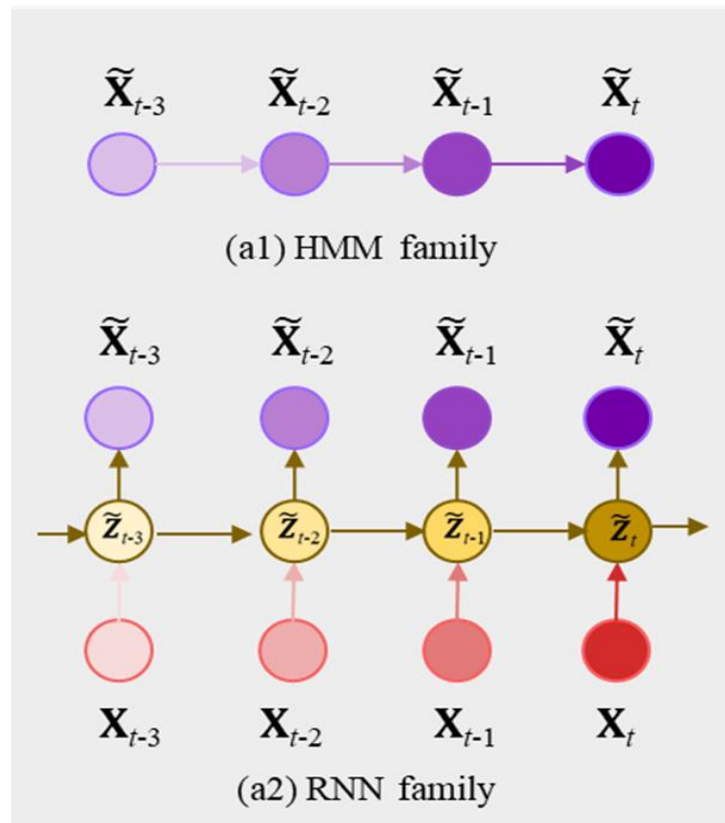 X̃t-3 X̃t-2 X̃t-1 X̃t
(a1) HMM family
X̃t-3 X̃t-2 X̃t-1 X̃t
z̃t-3 z̃t-2 z̃t-1 z̃t
Xt-3 Xt-2 Xt-1 Xt
(a2) RNN family